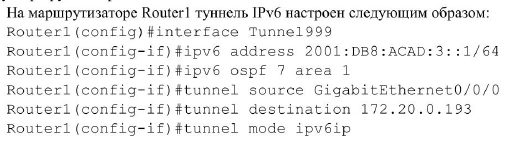 На маршрутизаторе Router1 туннель IPv6 настроен следующим образом:
Router1(config)#interface Tunnel999
Router1(config-if)#ipv6 address 2001:DB8:ACAD:3::1/64
Router1(config-if)#ipv6 ospf 7 area 1
Router1(config-if)#tunnel source GigabitEthernet0/0/0
Router1(config-if)#tunnel destination 172.20.0.193
Router1(config-if)#tunnel mode ipv6ip